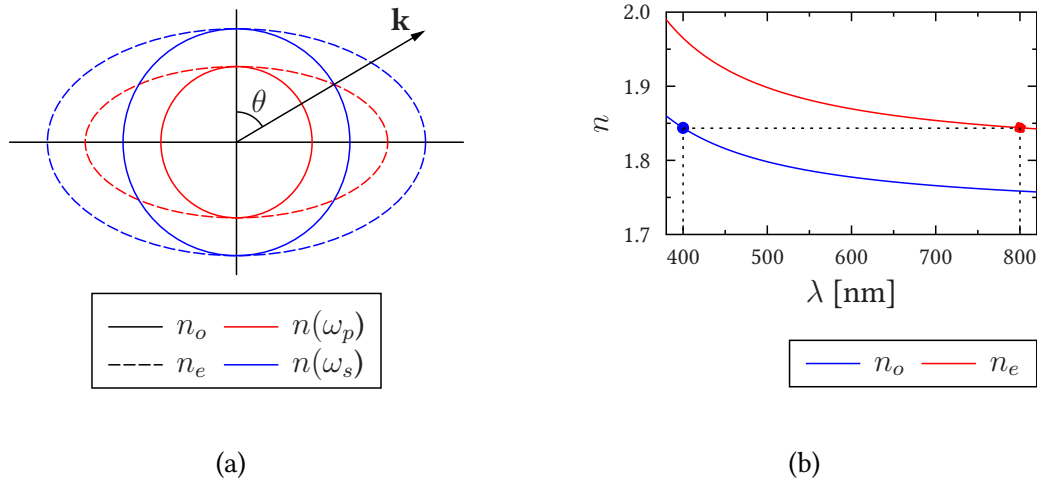 k
θ
n_o n(ω_p)
n_e n(ω_s)
(a)
2.0
1.9
1.8
1.7
n
400 500 600 700 800
λ [nm]
n_o n_e
(b)